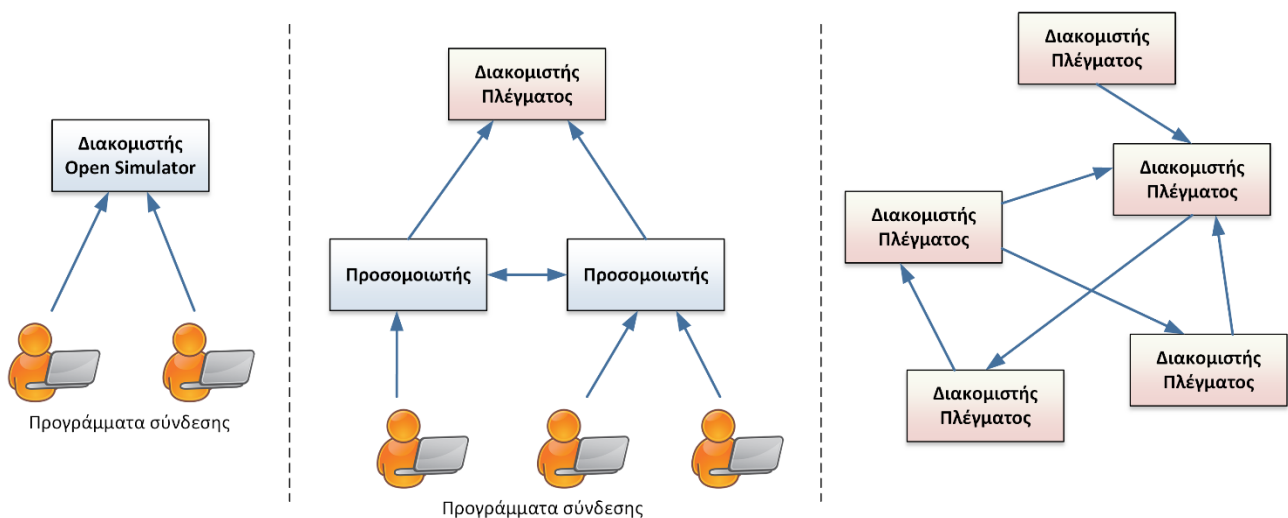 Διακομιστής
Open Simulator
Προγράμματα σύνδεσης
Διακομιστής
Πλέγματος
Προσομοιωτής
Προσομοιωτής
Προγράμματα σύνδεσης
Διακομιστής
Πλέγματος
Διακομιστής
Πλέγματος
Διακομιστής
Πλέγματος
Διακομιστής
Πλέγματος
Διακομιστής
Πλέγματος